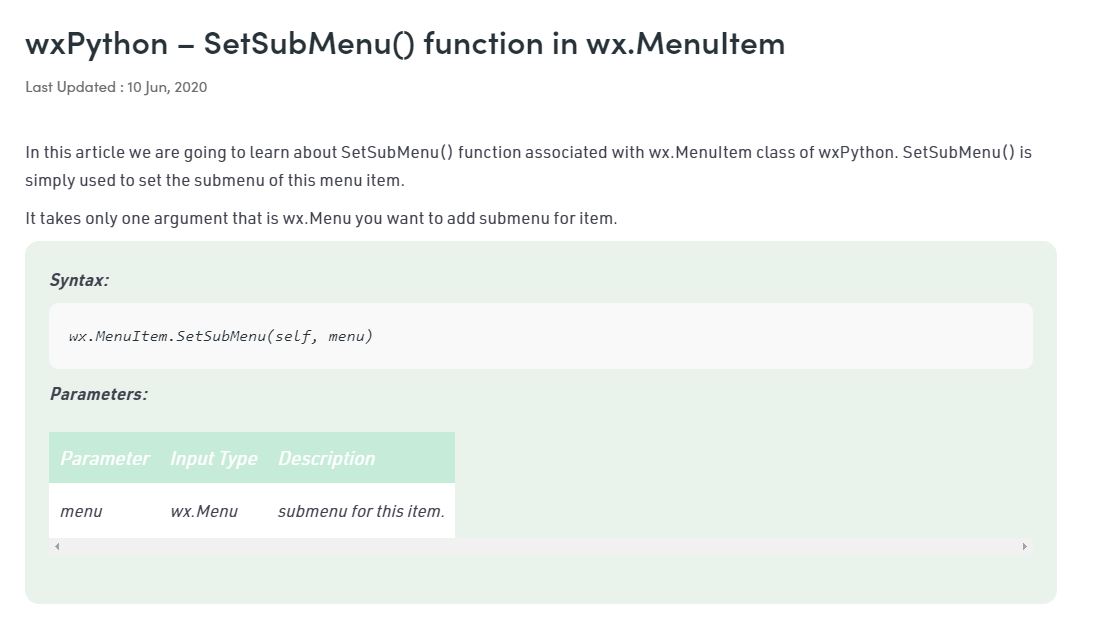 wxPython – SetSubMenu() function in wx.MenuItem
Last Updated : 10 Jun, 2020
In this article we are going to learn about SetSubMenu() function associated with wx.MenuItem class of wxPython. SetSubMenu() is
simply used to set the submenu of this menu item.
It takes only one argument that is wx.Menu you want to add submenu for item.
Syntax:
wx.MenuItem.SetSubMenu(self, menu)
Parameters:
Parameter Input Type Description
menu wx.Menu submenu for this item.